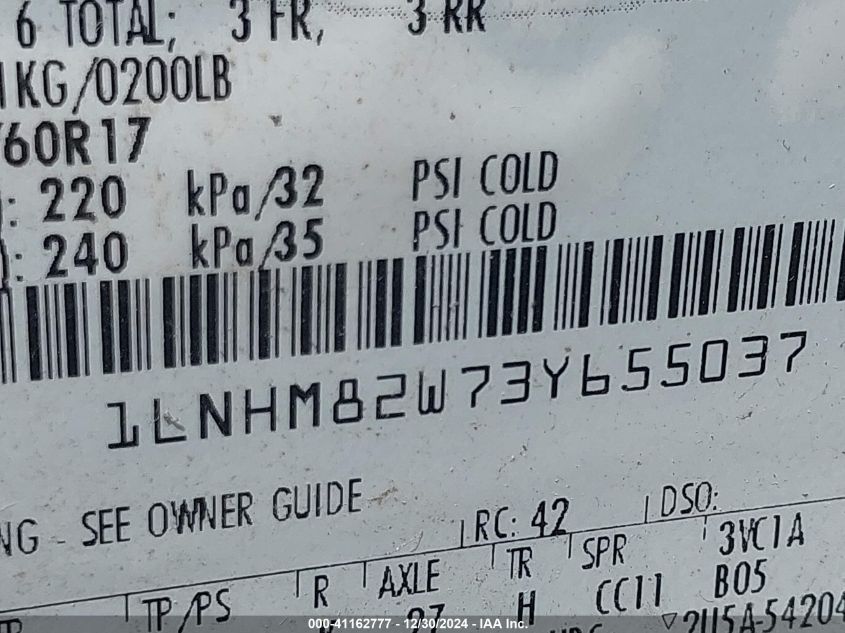 6 TOTAL; 3 FR, 3 RR
1KG/0200LB
/60R17
): 220 kPa/32 PSI COLD
): 240 kPa/35 PSI COLD
1LNHM82W73Y655037
NG - SEE OWNER GUIDE
RC: 42 DSO:
TP/PS R AXLE TR SPR 3VC1A
97 H CC11 B05
2U5A-54204
000-41162777 - 12/30/2024 - IAA Inc.